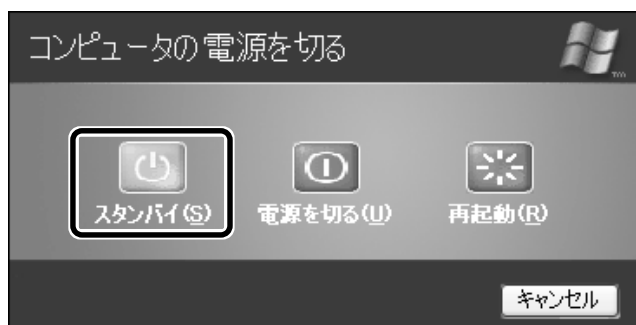 コンピュータの電源を切る
TM
スタンバイ(S)
電源を切る(U)
再起動(R)
キャンセル